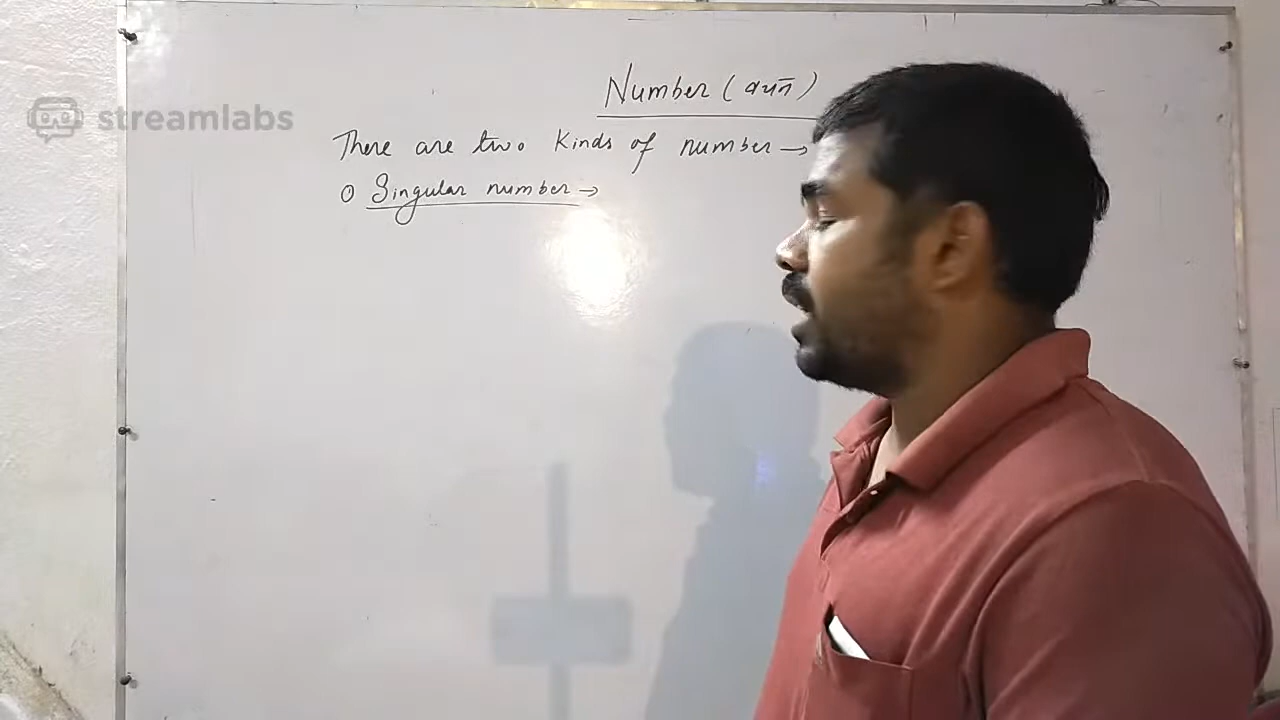 streamlabs
Number (वचन)
There are two kinds of number →
① Singular number →